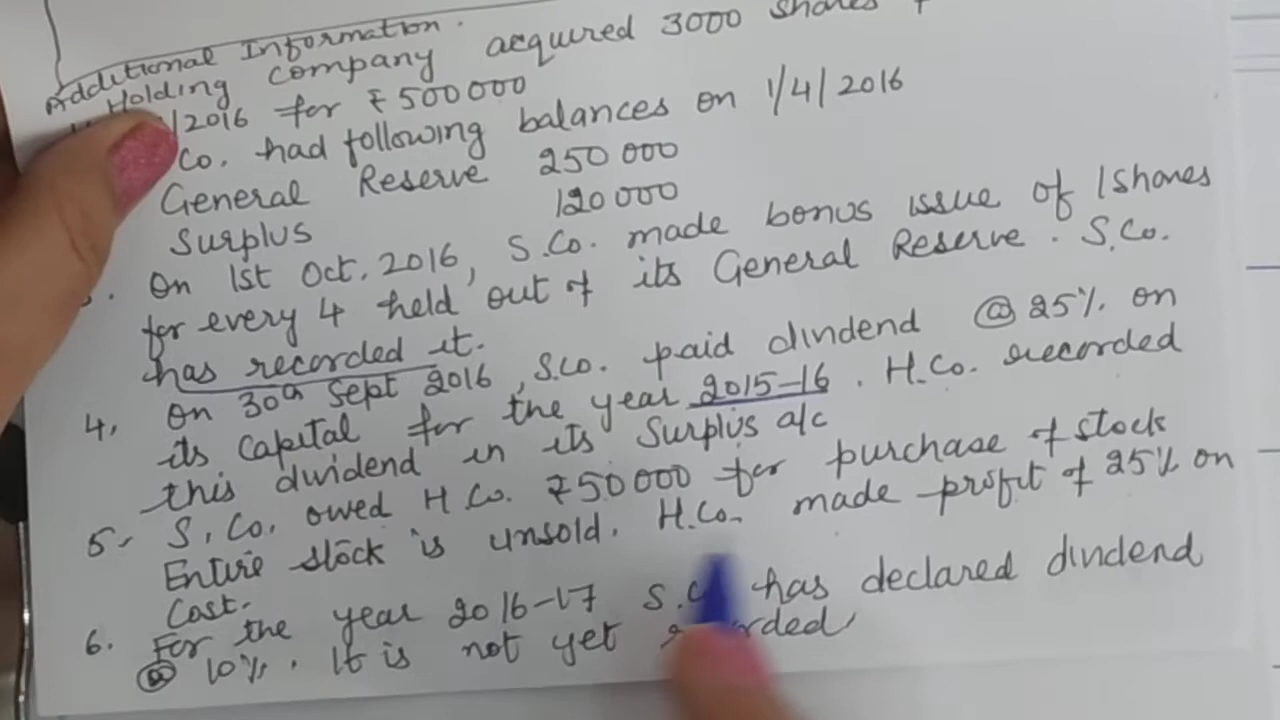 Additional Information.
Holding Company acquired 3000 shares
/2016 for ₹500000
Co. had following balances on 1/4/2016
General Reserve 250 000
Surplus 120 000
. On 1st Oct. 2016, S.Co. made bonus issue of 1 Shares
for every 4 held out of its General Reserve. S.Co.
has recorded it.
4, On 30th Sept 2016, S.Co. paid dividend @ 25% on
its Capital for the year 2015-16. H.Co. recorded
this dividend in its Surplus a/c
5. S.Co. owed H Co. ₹50000 for purchase of stock
Entire stock is unsold. H.Co. made profit of 25% on
Cost.
6. For the year 2016-17 S.C has declared dividend
@ 10%. It is not yet